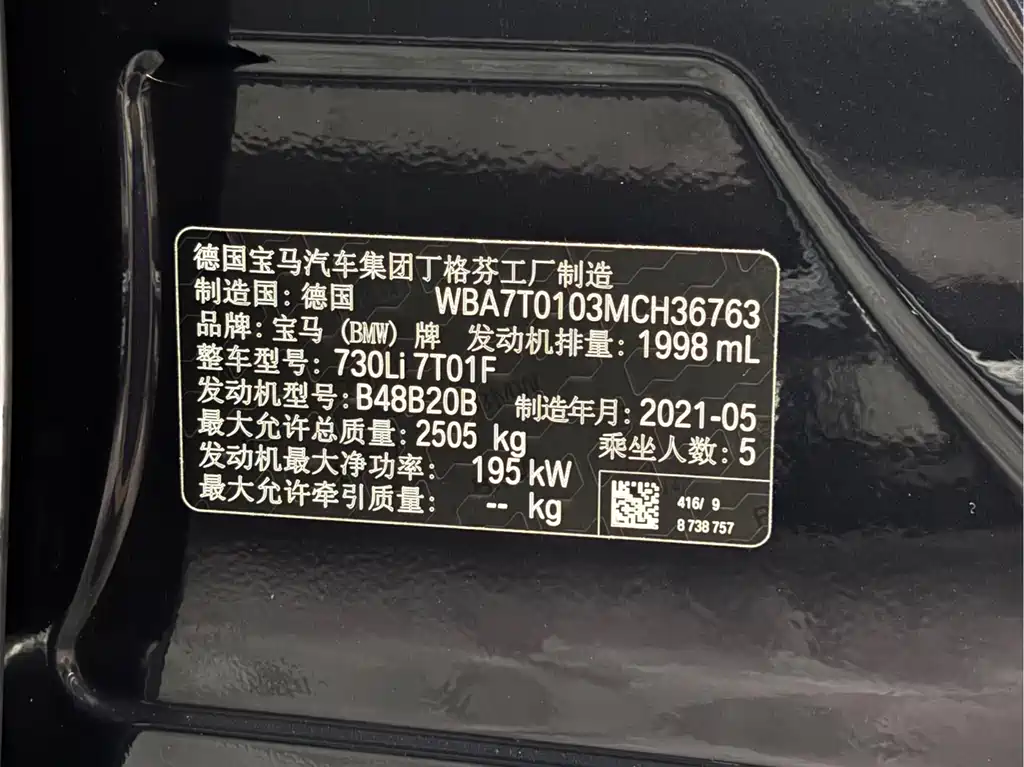 德国宝马汽车集团丁格芬工厂制造
制造国：德国 WBA7T0103MCH36763
品牌：宝马 (BMW) 牌 发动机排量：1998 mL
整车型号：730Li 7T01F
发动机型号：B48B20B 制造年月：2021-05
最大允许总质量：2505 kg 乘坐人数：5
发动机最大净功率： 195 kW
最大允许牵引质量： -- kg
416/ 9
8 738 757